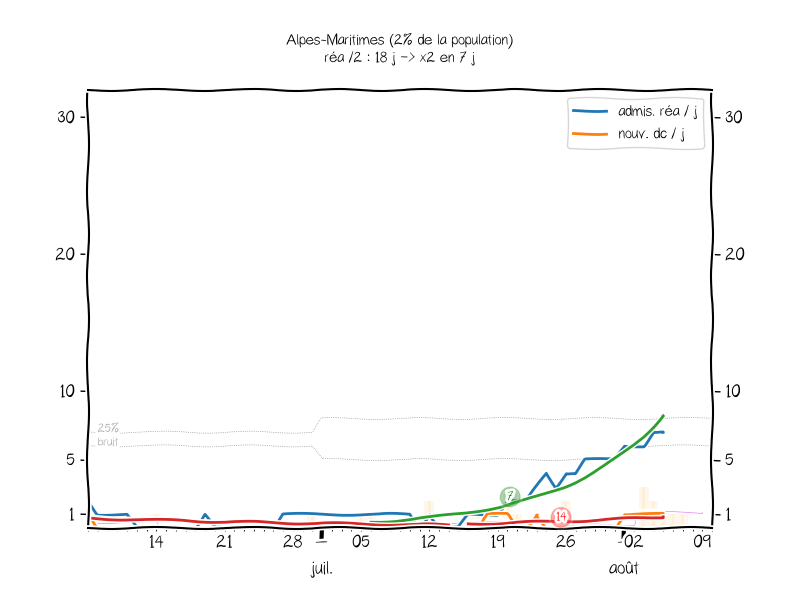 Alpes-Maritimes (2% de la population)
réa /2 : 18 j -> x2 en 7 j
admis. réa / j
nouv. dc / j
30
30
20
20
10
10
25%
bruit
5
5
7
14
1
1
14 21 28 05 12 19 26 02 09
juil. août